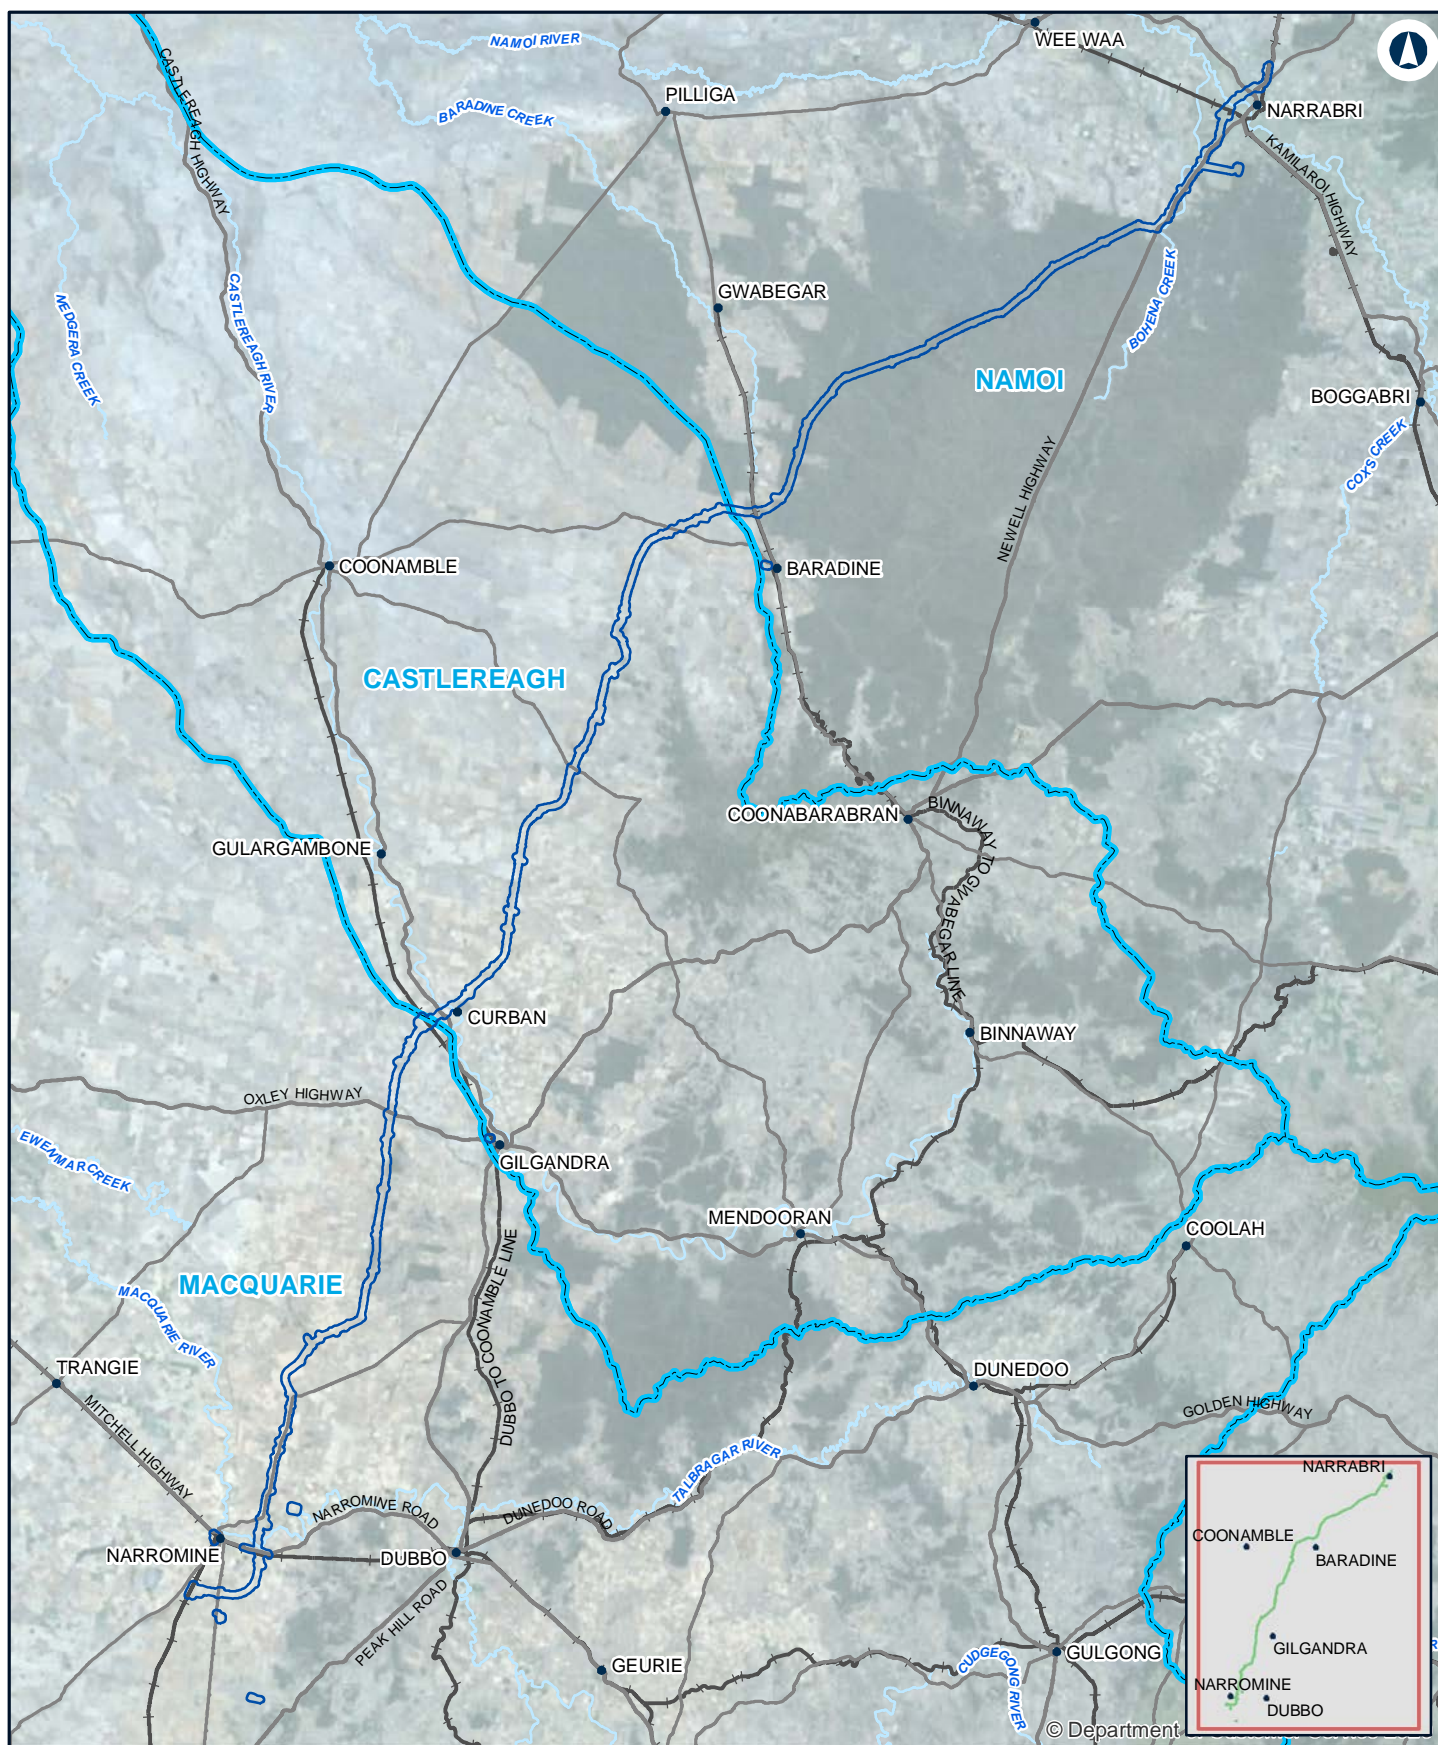 NAMOI RIVER
WEE WAA
CASTLEREAGH HIGHWAY
PILLIGA
BARADINE CREEK
NARRABRI
KAMILAROI HIGHWAY
NEDGERA CREEK
CASTLEREAGH RIVER
GWABEGAR
BOHENA CREEK
NAMOI
BOGGABRI
COXS CREEK
NEWELL HIGHWAY
COONAMBLE
BARADINE
CASTLEREAGH
COONABARABRAN
BINNAWAY TO GWABEGAR LINE
GULARGAMBONE
CURBAN
BINNAWAY
OXLEY HIGHWAY
EWENMAR CREEK
GILGANDRA
MENDOORAN
COOLAH
MACQUARIE
MACQUARIE RIVER
DUBBO TO COONAMBLE LINE
TRANGIE
MITCHELL HIGHWAY
DUNEDOO
GOLDEN HIGHWAY
TALBRAGAR RIVER
NARROMINE ROAD
DUNEDOO ROAD
NARROMINE
DUBBO
PEAK HILL ROAD
GEURIE
GULGONG
CUDGEGONG RIVER
NARRABRI
COONAMBLE
BARADINE
GILGANDRA
NARROMINE
DUBBO
© Department